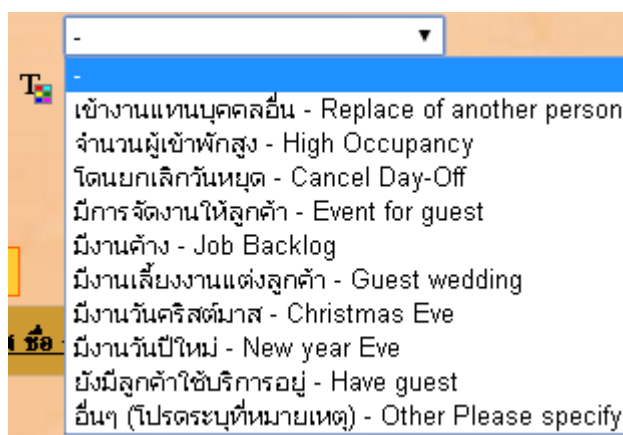 -
-
เข้างานแทนบุคคลอื่น - Replace of another person
จำนวนผู้เข้าพักสูง - High Occupancy
โดนยกเลิกวันหยุด - Cancel Day-Off
มีการจัดงานให้ลูกค้า - Event for guest
มีงานค้าง - Job Backlog
มีงานเลี้ยงงานแต่งลูกค้า - Guest wedding
มีงานวันคริสต์มาส - Christmas Eve
มีงานวันปีใหม่ - New year Eve
ชื่อ
ยังมีลูกค้าใช้บริการอยู่ - Have guest
อื่นๆ (โปรดระบุที่หมายเหตุ) - Other Please specify